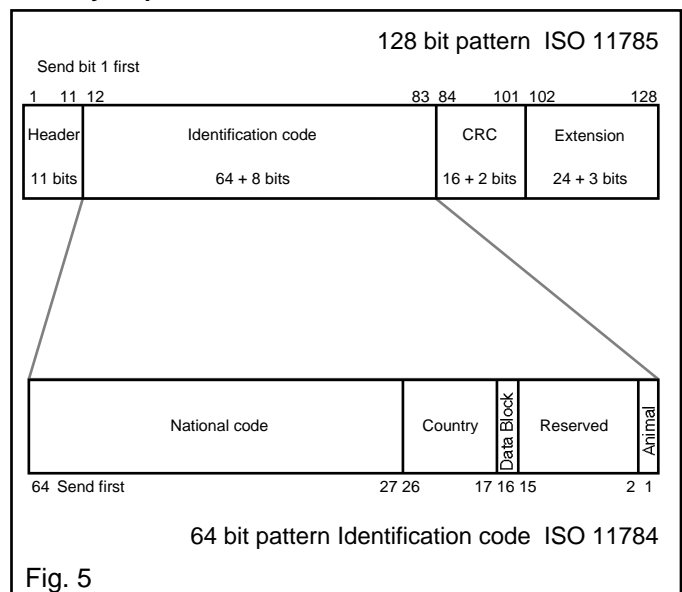 128 bit pattern ISO 11785
Send bit 1 first
1 11 12 83 84 101 102 128
Header Identification code CRC Extension
11 bits 64 + 8 bits 16 + 2 bits 24 + 3 bits
National code Country Data Block Reserved Animal
64 Send first 27 26 17 16 15 2 1
64 bit pattern Identification code ISO 11784
Fig. 5